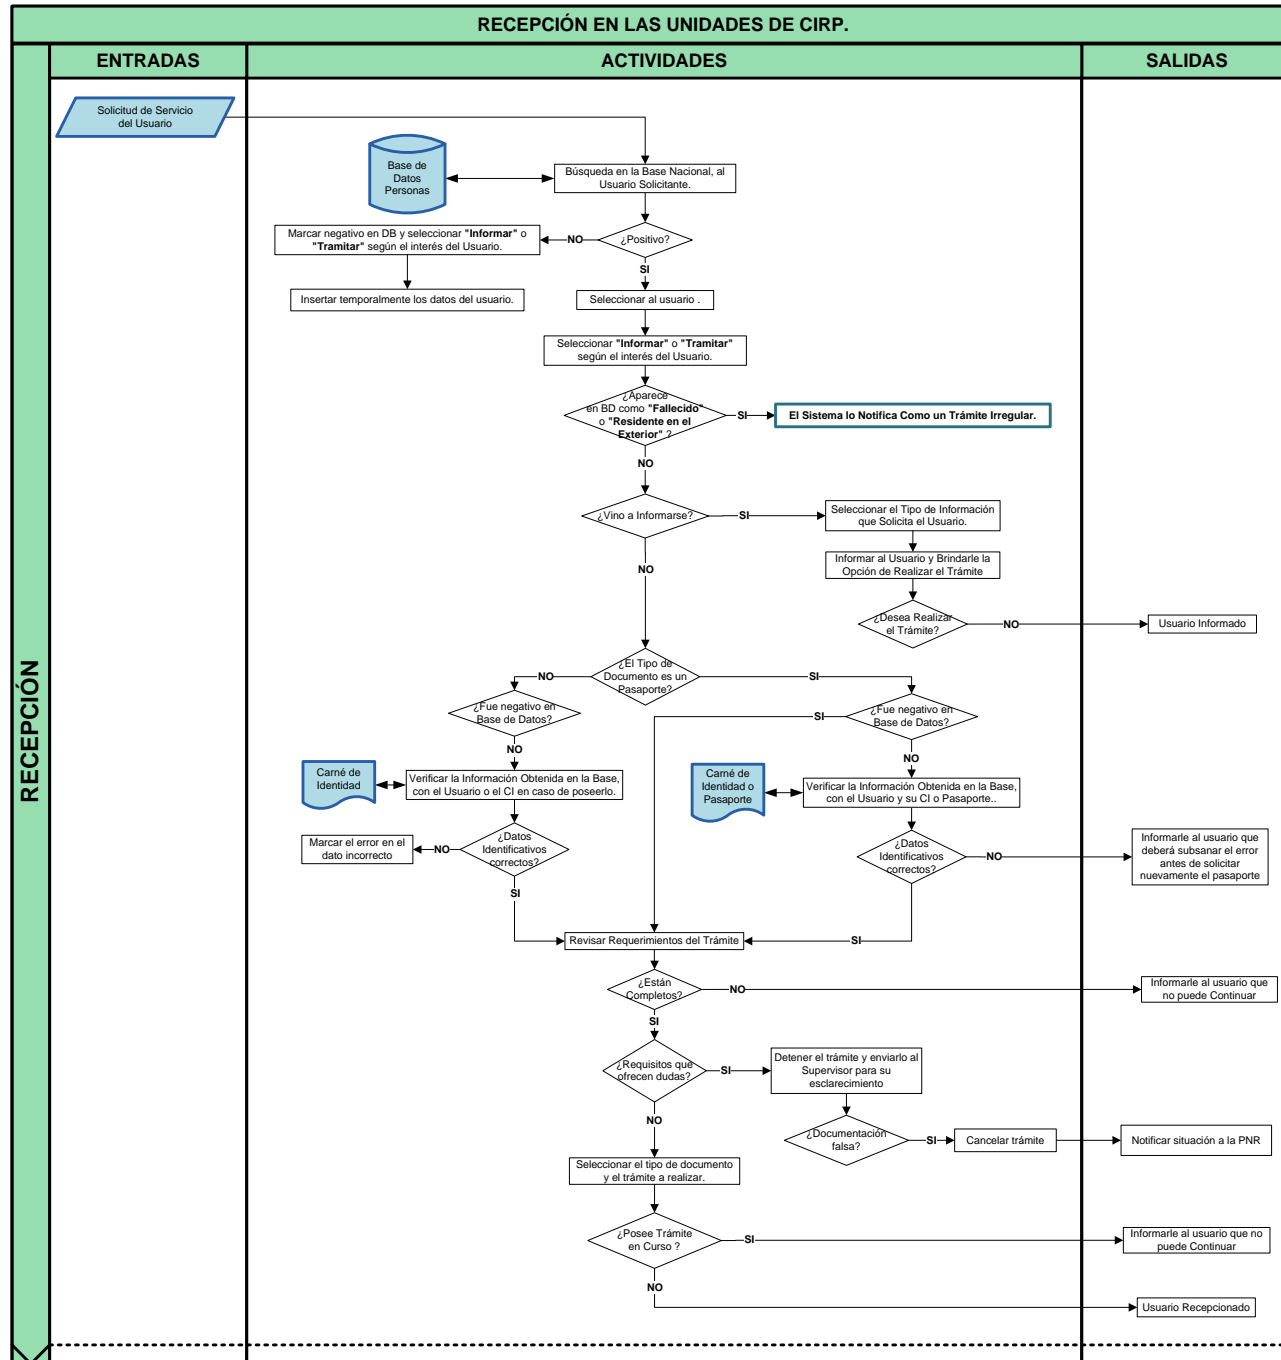 RECEPCIÓN EN LAS UNIDADES DE CIRP.
ENTRADAS
ACTIVIDADES
SALIDAS
RECEPCIÓN
Solicitud de Servicio
del Usuario
Base de
Datos
Personas
Búsqueda en la Base Nacional, al
Usuario Solicitante.
Marcar negativo en DB y seleccionar "Informar" o
"Tramitar" según el interés del Usuario.
NO
¿Positivo?
SI
Insertar temporalmente los datos del usuario.
Seleccionar al usuario .
Seleccionar "Informar" o "Tramitar"
según el interés del Usuario.
¿Aparece
en BD como "Fallecido"
o "Residente en el
Exterior" ?
SI
El Sistema lo Notifica Como un Trámite Irregular.
NO
¿Vino a Informarse?
SI
Seleccionar el Tipo de Información
que Solicita el Usuario.
NO
Informar al Usuario y Brindarle la
Opción de Realizar el Trámite
¿Desea Realizar
el Trámite?
NO
Usuario Informado
¿El Tipo de
Documento es un
Pasaporte?
NO
SI
¿Fue negativo en
Base de Datos?
SI
¿Fue negativo en
Base de Datos?
NO
NO
Carné de
Identidad
Verificar la Información Obtenida en la Base,
con el Usuario o el CI en caso de poseerlo.
Carné de
Identidad o
Pasaporte
Verificar la Información Obtenida en la Base,
con el Usuario y su CI o Pasaporte..
Marcar el error en el
dato incorrecto
NO
¿Datos
Identificativos
correctos?
SI
¿Datos
Identificativos
correctos?
NO
Informarle al usuario que
deberá subsanar el error
antes de solicitar
nuevamente el pasaporte
Revisar Requerimientos del Trámite
SI
¿Están
Completos?
NO
Informarle al usuario que
no puede Continuar
SI
¿Requisitos que
ofrecen dudas?
SI
Detener el trámite y enviarlo al
Supervisor para su
esclarecimiento
NO
¿Documentación
falsa?
SI
Cancelar trámite
Notificar situación a la PNR
Seleccionar el tipo de documento
y el trámite a realizar.
¿Posee Trámite
en Curso ?
SI
Informarle al usuario que no
puede Continuar
NO
Usuario Recepcionado